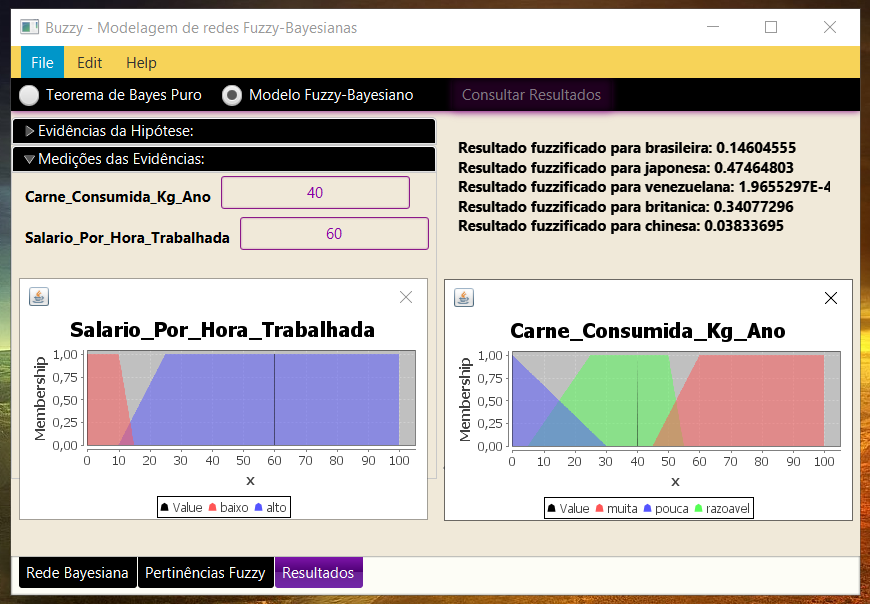 Buzzy - Modelagem de redes Fuzzy-Bayesianas
File Edit Help
Teorema de Bayes Puro Modelo Fuzzy-Bayesiano Consultar Resultados
Evidências da Hipótese:
Medições das Evidências:
Carne_Consumida_Kg_Ano 40
Salario_Por_Hora_Trabalhada 60
Resultado fuzzificado para brasileira: 0.14604555
Resultado fuzzificado para japonesa: 0.47464803
Resultado fuzzificado para venezuelana: 1.9655297E-4
Resultado fuzzificado para britanica: 0.34077296
Resultado fuzzificado para chinesa: 0.03833695
Salario_Por_Hora_Trabalhada
Membership
1,00
0,75
0,50
0,25
0,00
0 10 20 30 40 50 60 70 80 90 100
x
Value baixo alto
Carne_Consumida_Kg_Ano
Membership
1,00
0,75
0,50
0,25
0,00
0 10 20 30 40 50 60 70 80 90 100
x
Value muita pouca razoavel
Rede Bayesiana Pertinências Fuzzy Resultados